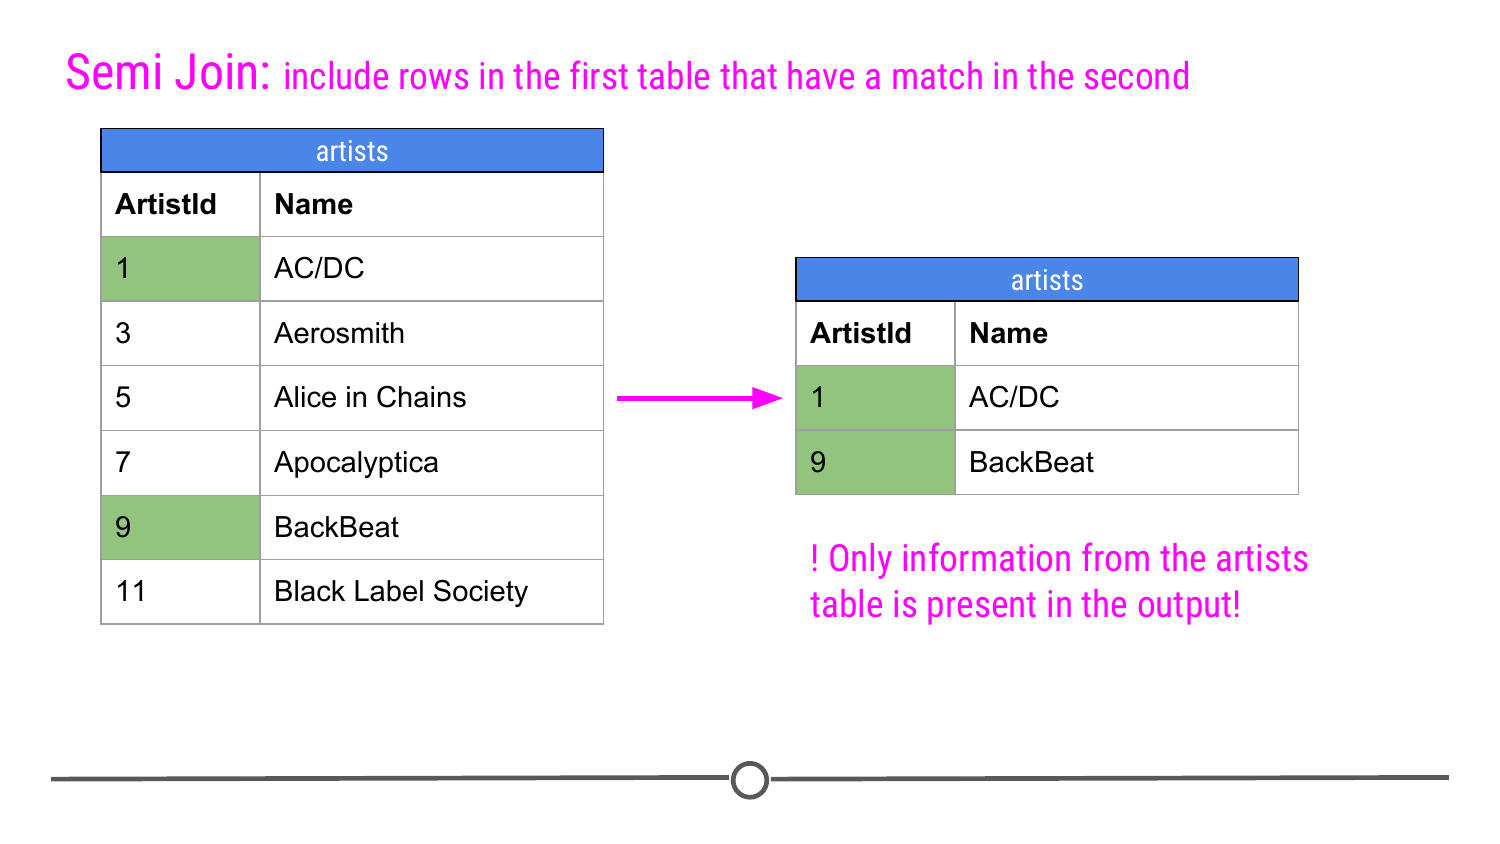 Semi Join: include rows in the first table that have a match in the second
artists
ArtistId Name
1 AC/DC
3 Aerosmith
5 Alice in Chains
7 Apocalyptica
9 BackBeat
11 Black Label Society
artists
ArtistId Name
1 AC/DC
9 BackBeat
! Only information from the artists
table is present in the output!